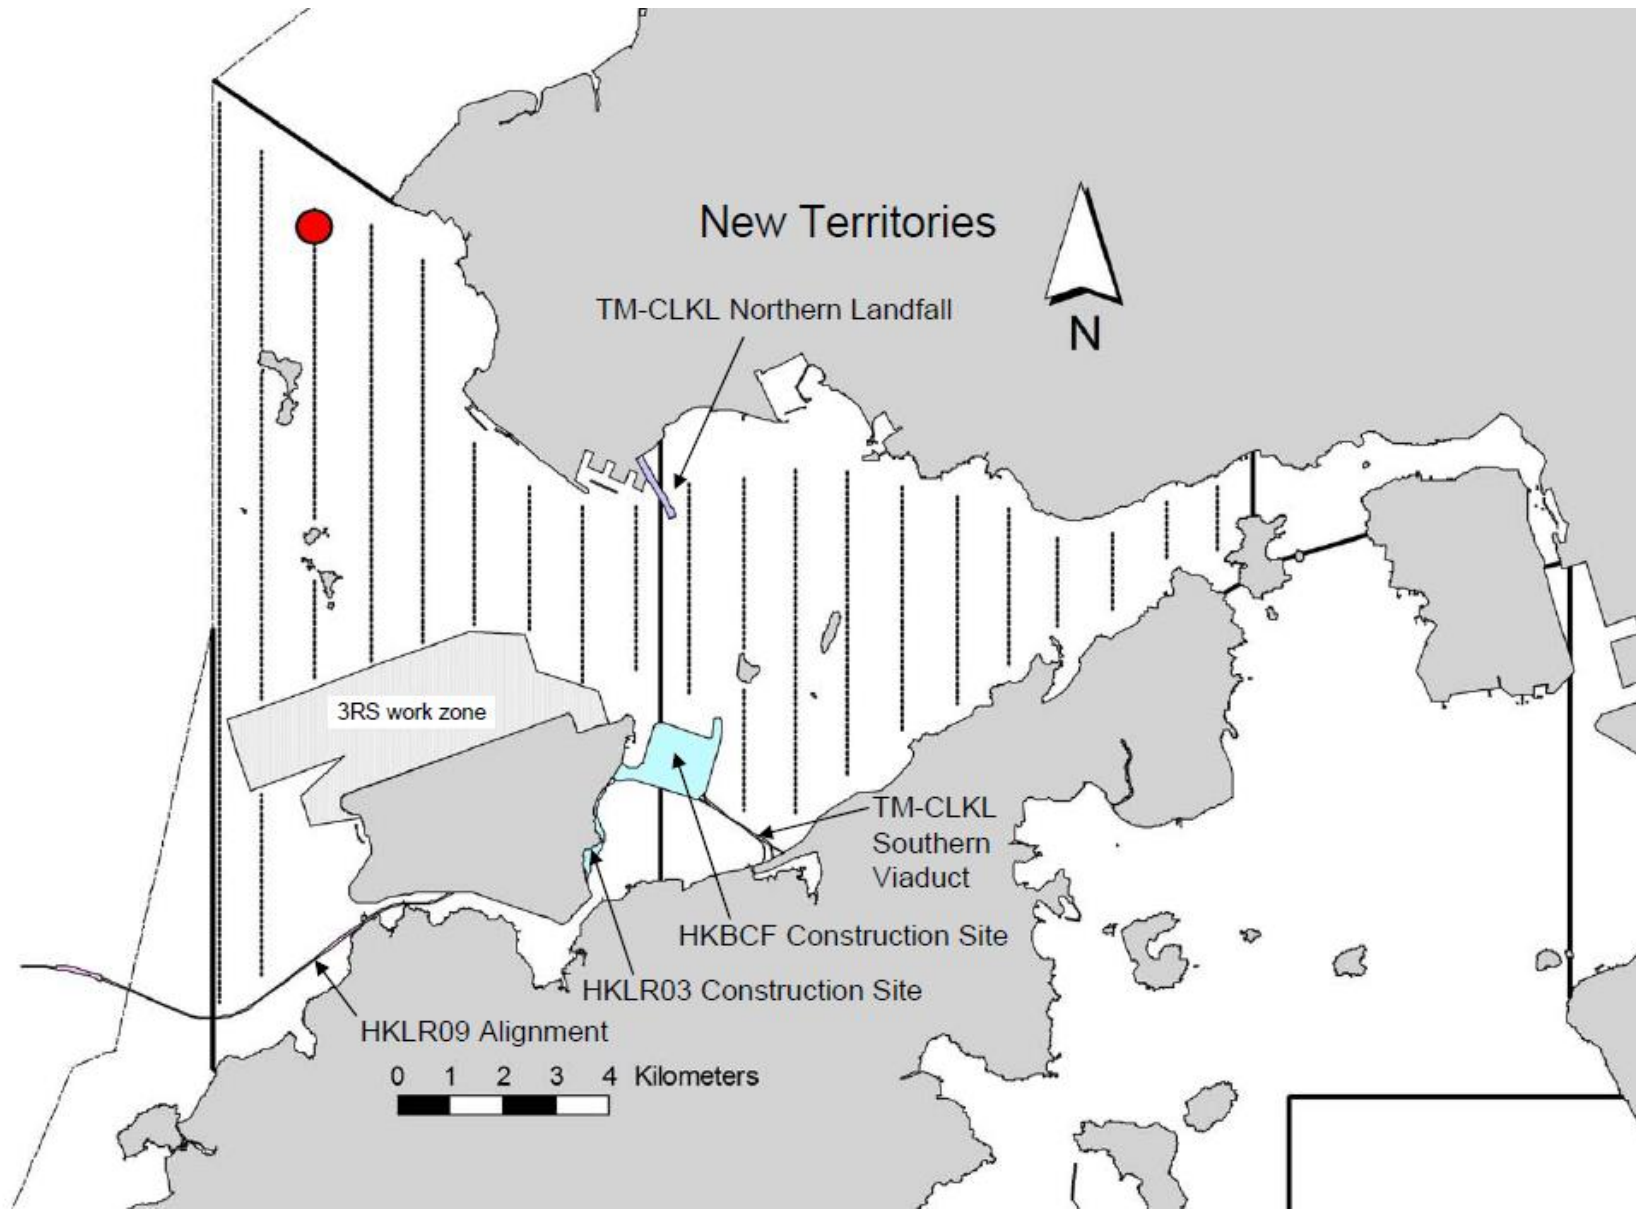 New Territories
TM-CLKL Northern Landfall
N
3RS work zone
TM-CLKL
Southern
Viaduct
HKBCF Construction Site
HKLR03 Construction Site
HKLR09 Alignment
0 1 2 3 4 Kilometers